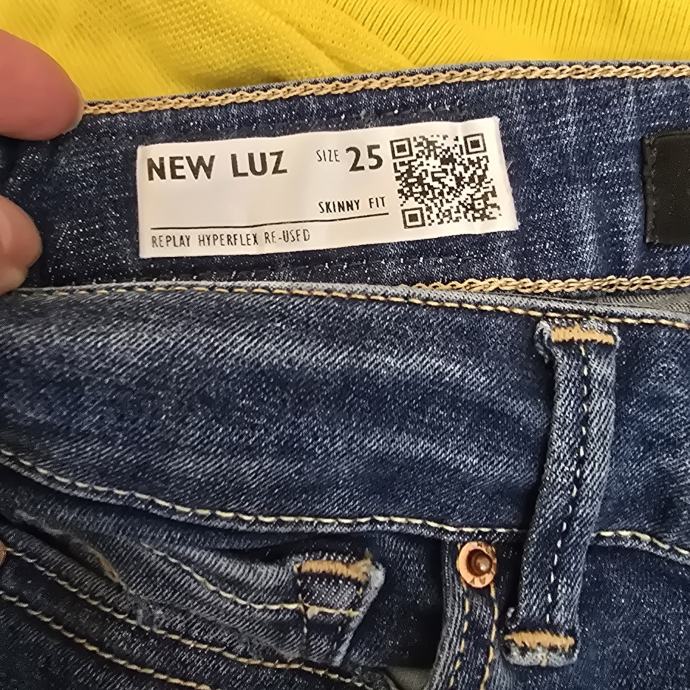 NEW LUZ SIZE 25
SKINNY FIT
REPLAY HYPERFLEX RE-USED